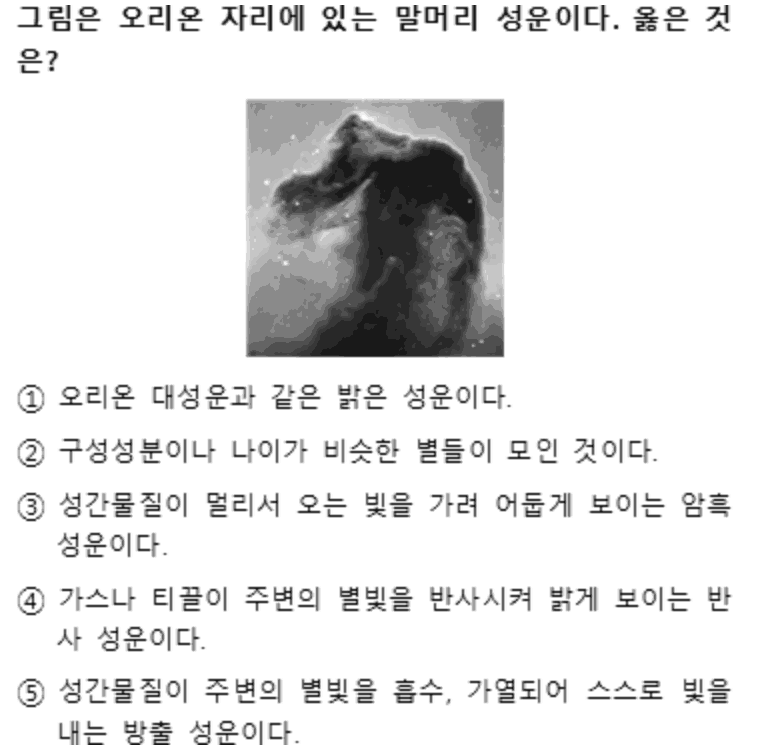 그림은 오리온 자리에 있는 말머리 성운이다. 옳은 것
은?
① 오리온 대성운과 같은 밝은 성운이다.
② 구성성분이나 나이가 비슷한 별들이 모인 것이다.
③ 성간물질이 멀리서 오는 빛을 가려 어둡게 보이는 암흑
성운이다.
④ 가스나 티끌이 주변의 별빛을 반사시켜 밝게 보이는 반
사 성운이다.
⑤ 성간물질이 주변의 별빛을 흡수, 가열되어 스스로 빛을
내는 방출 성운이다.